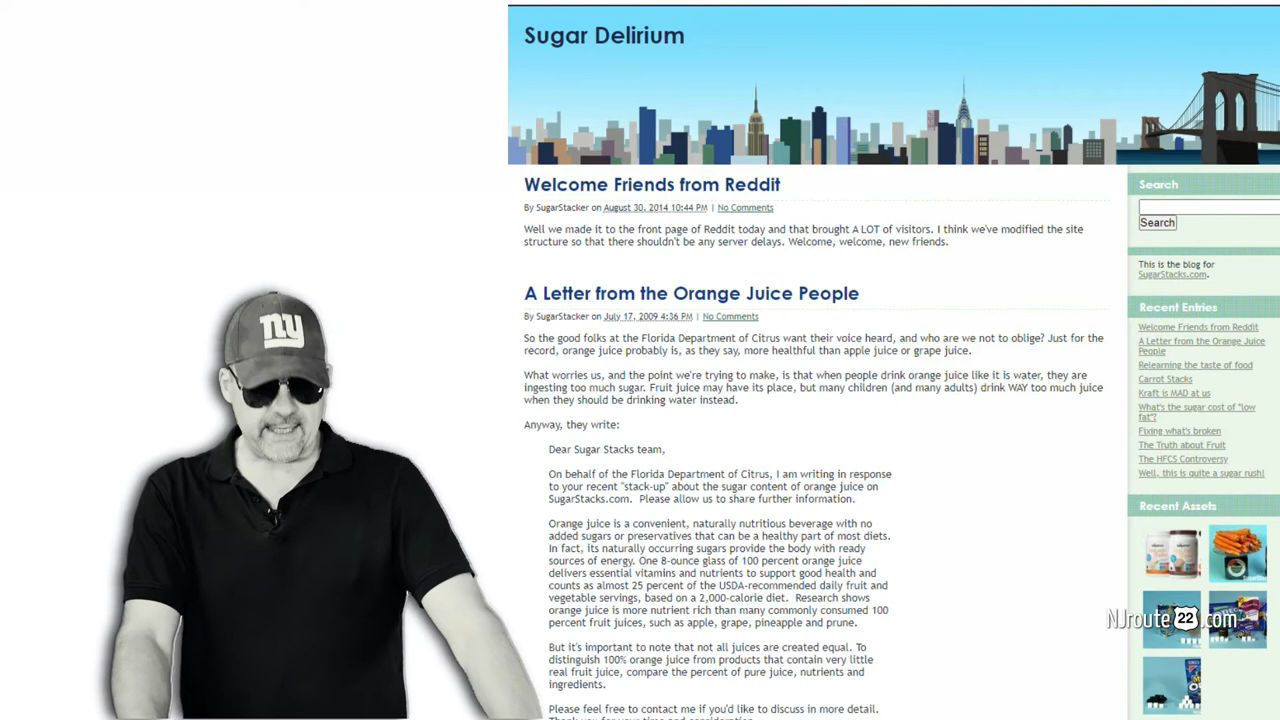 Sugar Delirium
Welcome Friends from Reddit
By SugarStacker on August 30, 2014 10:44 PM | No Comments
Well we made it to the front page of Reddit today and that brought A LOT of visitors. I think we've modified the site
structure so that there shouldn't be any server delays. Welcome, welcome, new friends.
A Letter from the Orange Juice People
By SugarStacker on July 17, 2009 4:36 PM | No Comments
So the good folks at the Florida Department of Citrus want their voice heard, and who are we not to oblige? Just for the
record, orange juice probably is, as they say, more healthful than apple juice or grape juice.
What worries us, and the point we're trying to make, is that when people drink orange juice like it is water, they are
ingesting too much sugar. Fruit juice may have its place, but many children (and many adults) drink WAY too much juice
when they should be drinking water instead.
Anyway, they write:
Dear Sugar Stacks team,
On behalf of the Florida Department of Citrus, I am writing in response
to your recent "stack-up" about the sugar content of orange juice on
SugarStacks.com. Please allow us to share further information.
Orange juice is a convenient, naturally nutritious beverage with no
added sugars or preservatives that can be a healthy part of most diets.
In fact, its naturally occurring sugars provide the body with ready
sources of energy. One 8-ounce glass of 100 percent orange juice
delivers essential vitamins and nutrients to support good health and
counts as almost 25 percent of the USDA-recommended daily fruit and
vegetable servings, based on a 2,000-calorie diet. Research shows
orange juice is more nutrient rich than many commonly consumed 100
percent fruit juices, such as apple, grape, pineapple and prune.
But it's important to note that not all juices are created equal. To
distinguish 100% orange juice from products that contain very little
real fruit juice, compare the percent of pure juice, nutrients and
ingredients.
Please feel free to contact me if you'd like to discuss in more detail.
Thank you for your time and consideration.
Search
Search
This is the blog for
SugarStacks.com.
Recent Entries
Welcome Friends from Reddit
A Letter from the Orange Juice
People
Relearning the taste of food
Carrot Stacks
Kraft is MAD at us
What's the sugar cost of "low
fat"?
Fixing what's broken
The Truth about Fruit
The HFCS Controversy
Well, this is quite a sugar rush!
Recent Assets
NJroute 22 .com
ny